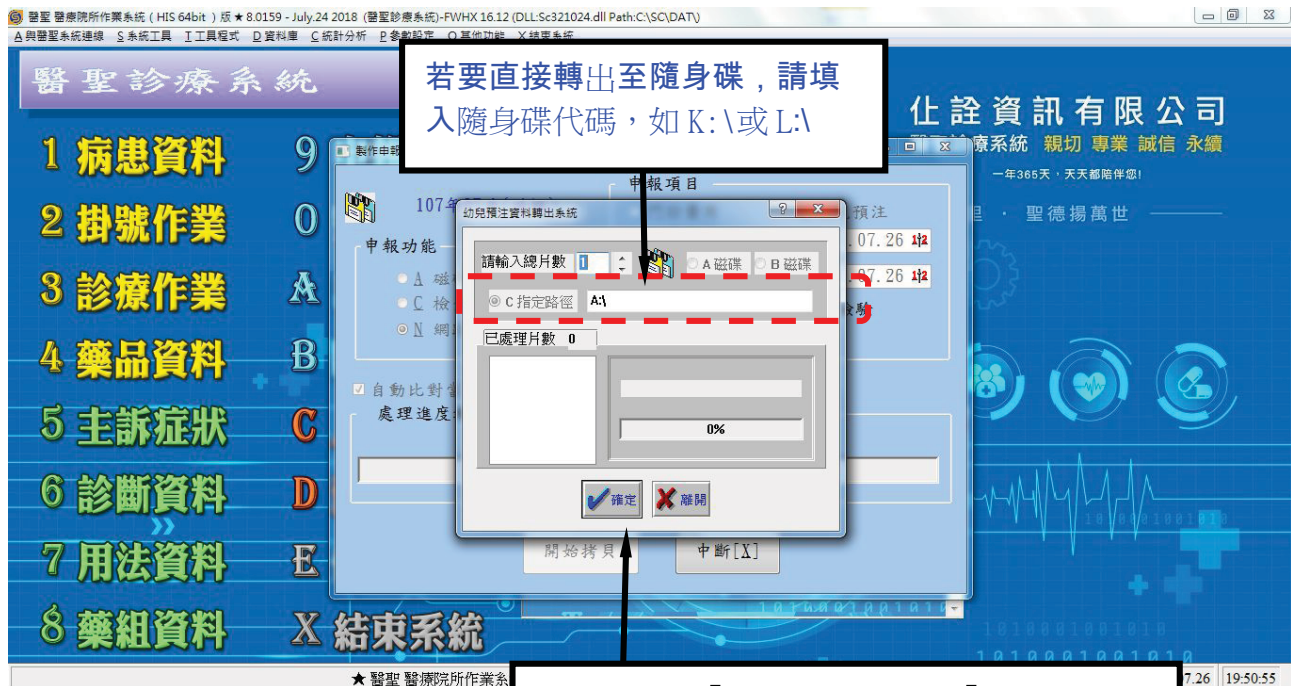 醫聖 醫療院所作業系統 ( HIS 64bit ) 版 ★ 8.0159 - July.24 2018 (醫聖診療系統)-FWHX 16.12 (DLL:Sc321024.dll Path:C:\SC\DAT\)
A與醫聖系統連線 S系統工具 I工具程式 D資料庫 C統計分析 P參數設定 O其他功能 X結束系統
醫聖診療系統
若要直接轉出至隨身碟，請填
入隨身碟代碼，如 K:\或 L:\
仕詮資訊有限公司
療系統 親切 專業 誠信 永續
一年365天，天天都陪伴您!
聖德揚萬世
1 病患資料
2 掛號作業
3 診療作業
4 藥品資料
5 主訴症狀
6 診斷資料
7 用法資料
8 藥組資料
9
0
A
B
C
D
E
X 結束系統
製作申報
申報項目
107年
預注
.07.26
.07.26
申報功能
A 磁
C 檢
N 網
自動比對
處理進度
幼兒預注資料轉出系統
請輸入總片數 1
A 磁碟 B 磁碟
C 指定路徑 A:\
已處理片數 0
0%
確定 離開
開始拷貝 中斷[X]
★ 醫聖 醫療院所作業系
7.26 19:50:55